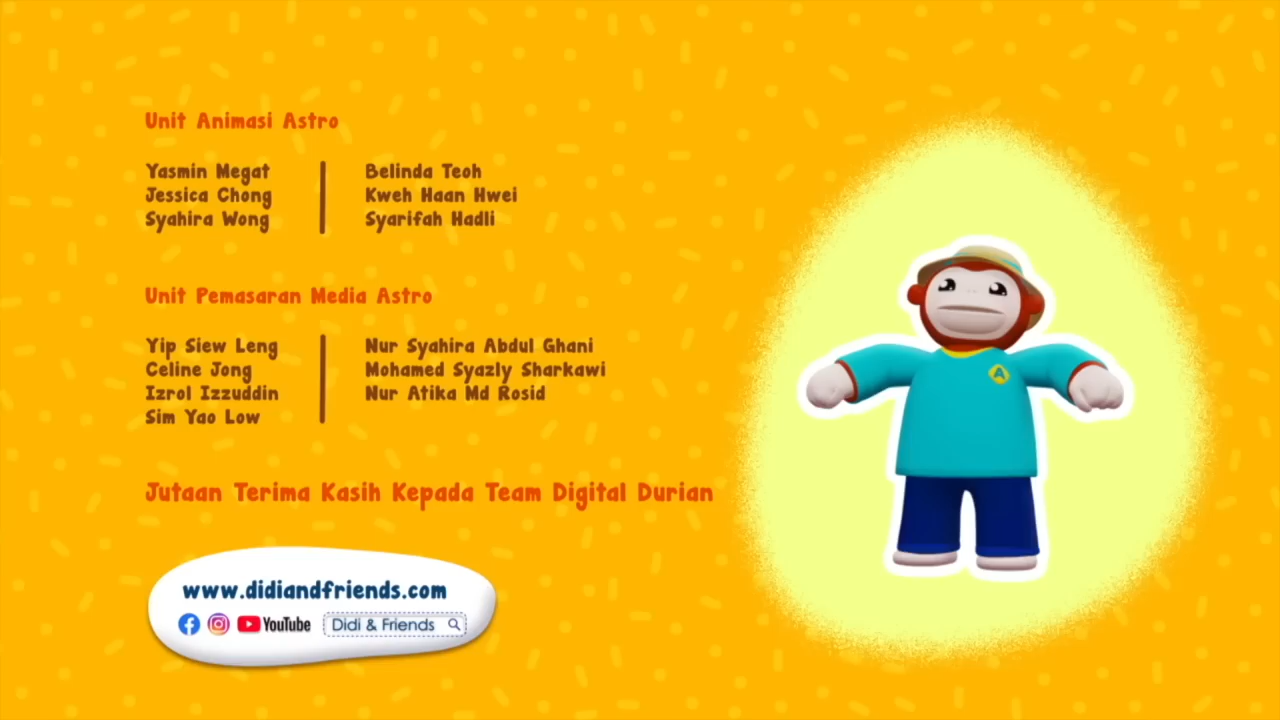 Unit Animasi Astro
Yasmin Megat
Jessica Chong
Syahira Wong
Belinda Teoh
Kweh Haan Hwei
Syarifah Hadli
Unit Pemasaran Media Astro
Yip Siew Leng
Celine Jong
Izrol Izzuddin
Sim Yao Low
Nur Syahira Abdul Ghani
Mohamed Syazly Sharkawi
Nur Atika Md Rosid
Jutaan Terima Kasih Kepada Team Digital Durian
www.didiandfriends.com
YouTube Didi & Friends
A